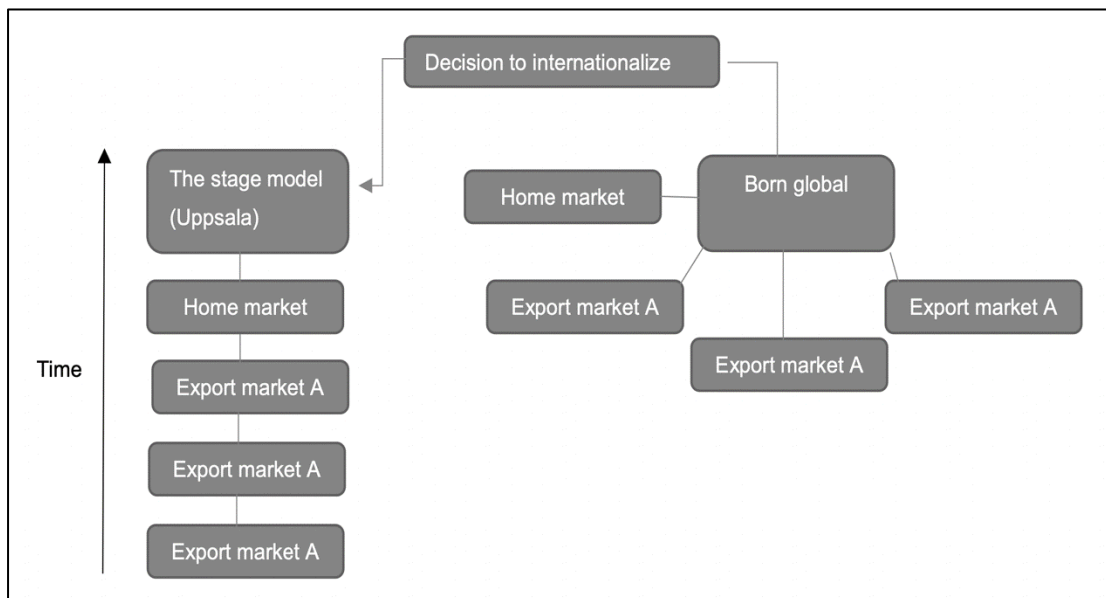 Decision to internationalize
The stage model
(Uppsala)
Home market
Born global
Home market
Export market A
Export market A
Export market A
Time
Export market A
Export market A
Export market A